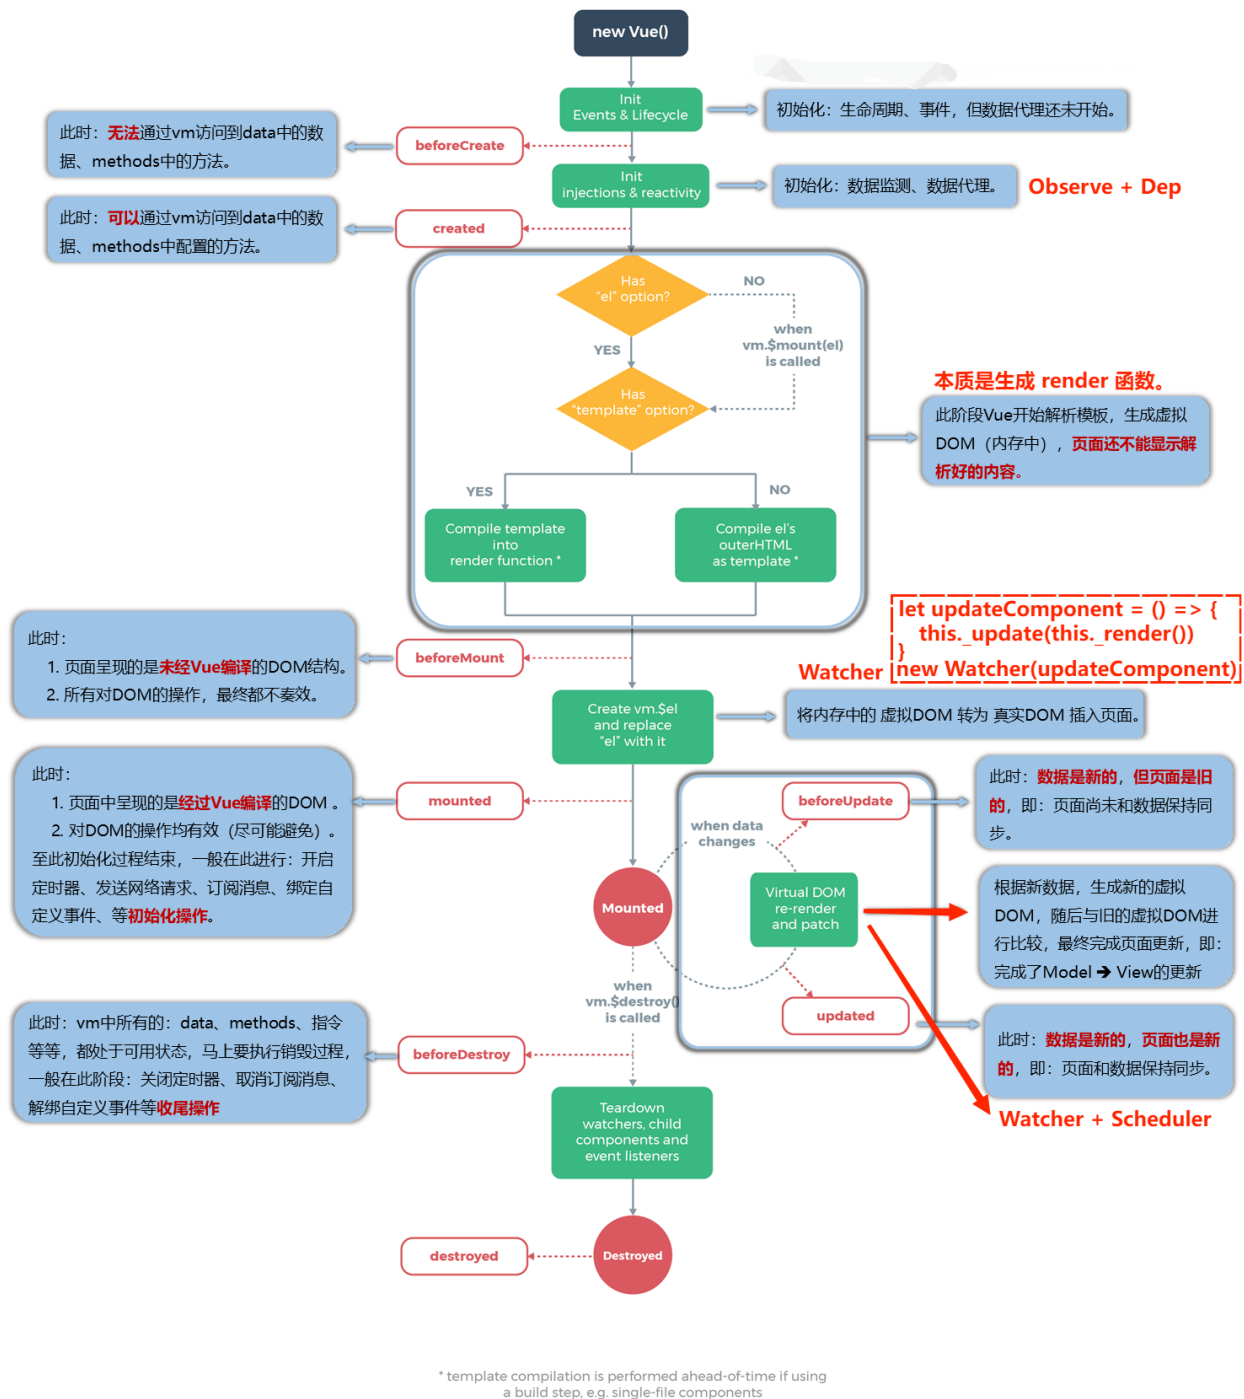 new Vue()
Init
Events & Lifecycle
初始化：生命周期、事件，但数据代理还未开始。
此时：无法通过vm访问到data中的数
据、methods中的方法。
beforeCreate
Init
injections & reactivity
初始化：数据监测、数据代理。
Observe + Dep
此时：可以通过vm访问到data中的数
据、methods中配置的方法。
created
Has
“el” option?
NO
when
vm.$mount(el)
is called
YES
Has
“template” option?
本质是生成 render 函数。
此阶段Vue开始解析模板，生成虚拟
DOM（内存中），页面还不能显示解
析好的内容。
YES
NO
Compile template
into
render function *
Compile el’s
outerHTML
as template *
let updateComponent = () => {
this._update(this._render())
}
Watcher
new Watcher(updateComponent)
此时：
1. 页面呈现的是未经Vue编译的DOM结构。
2. 所有对DOM的操作，最终都不奏效。
beforeMount
Create vm.$el
and replace
“el” with it
将内存中的 虚拟DOM 转为 真实DOM 插入页面。
此时：
1. 页面中呈现的是经过Vue编译的DOM 。
2. 对DOM的操作均有效（尽可能避免）。
至此初始化过程结束，一般在此进行：开启
定时器、发送网络请求、订阅消息、绑定自
定义事件、等初始化操作。
mounted
Mounted
when data
changes
beforeUpdate
此时：数据是新的，但页面是旧
的，即：页面尚未和数据保持同
步。
Virtual DOM
re-render
and patch
根据新数据，生成新的虚拟
DOM，随后与旧的虚拟DOM进
行比较，最终完成页面更新，即：
完成了Model ➔ View的更新
updated
此时：数据是新的，页面也是新
的，即：页面和数据保持同步。
Watcher + Scheduler
when
vm.$destroy()
is called
此时：vm中所有的：data、methods、指令
等等，都处于可用状态，马上要执行销毁过程，
一般在此阶段：关闭定时器、取消订阅消息、
解绑自定义事件等收尾操作
beforeDestroy
Teardown
watchers, child
components and
event listeners
destroyed
Destroyed
* template compilation is performed ahead-of-time if using
a build step, e.g. single-file components